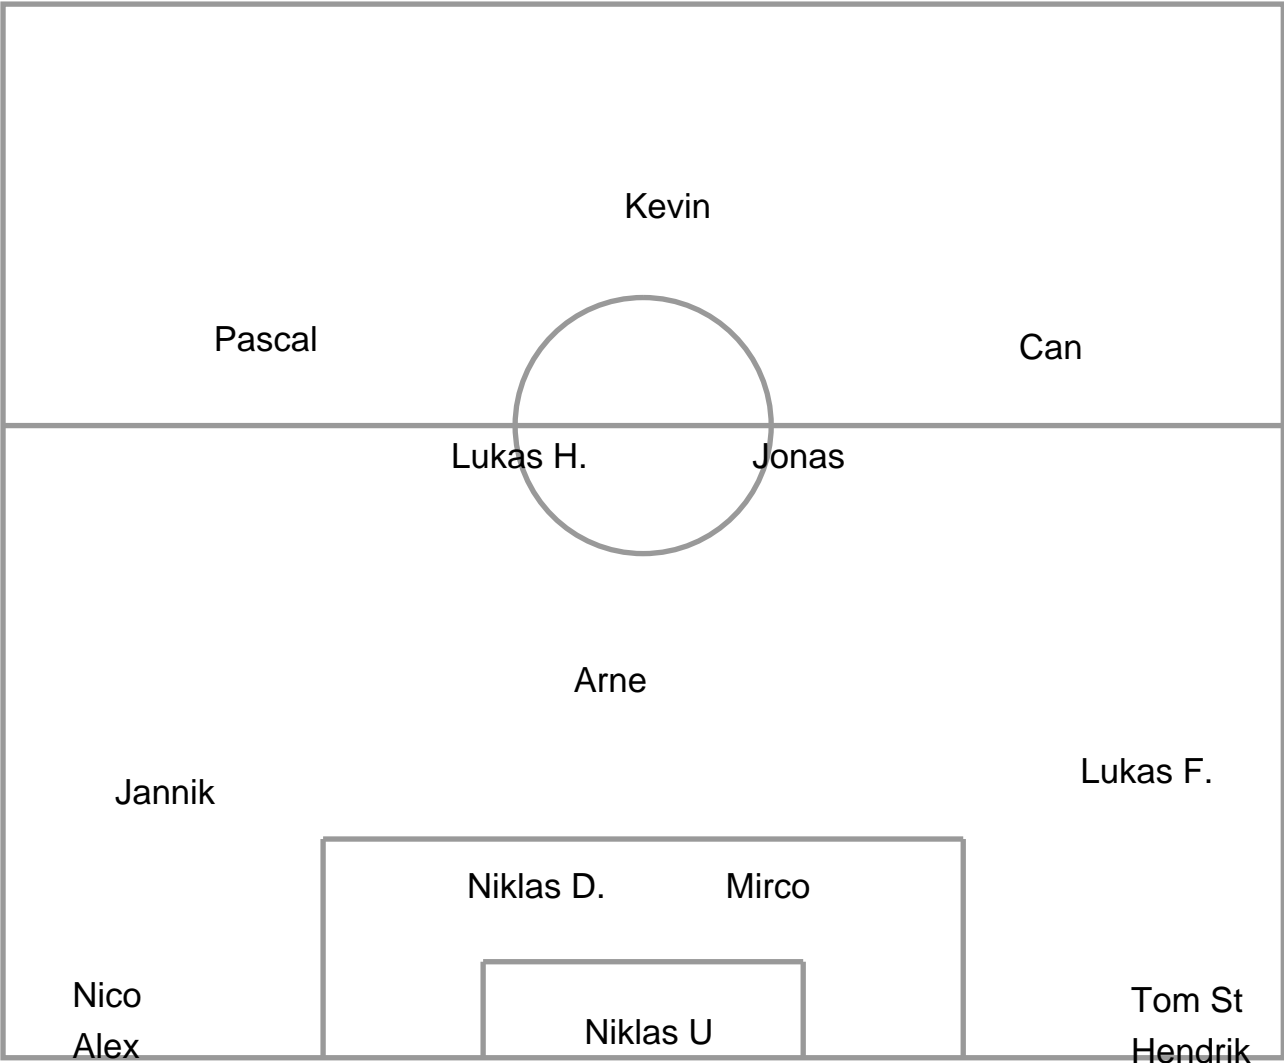 Kevin
Pascal
Can
Lukas H.
Jonas
Arne
Lukas F.
Jannik
Niklas D.
Mirco
Nico
Tom St
Niklas U
Alex
Hendrik